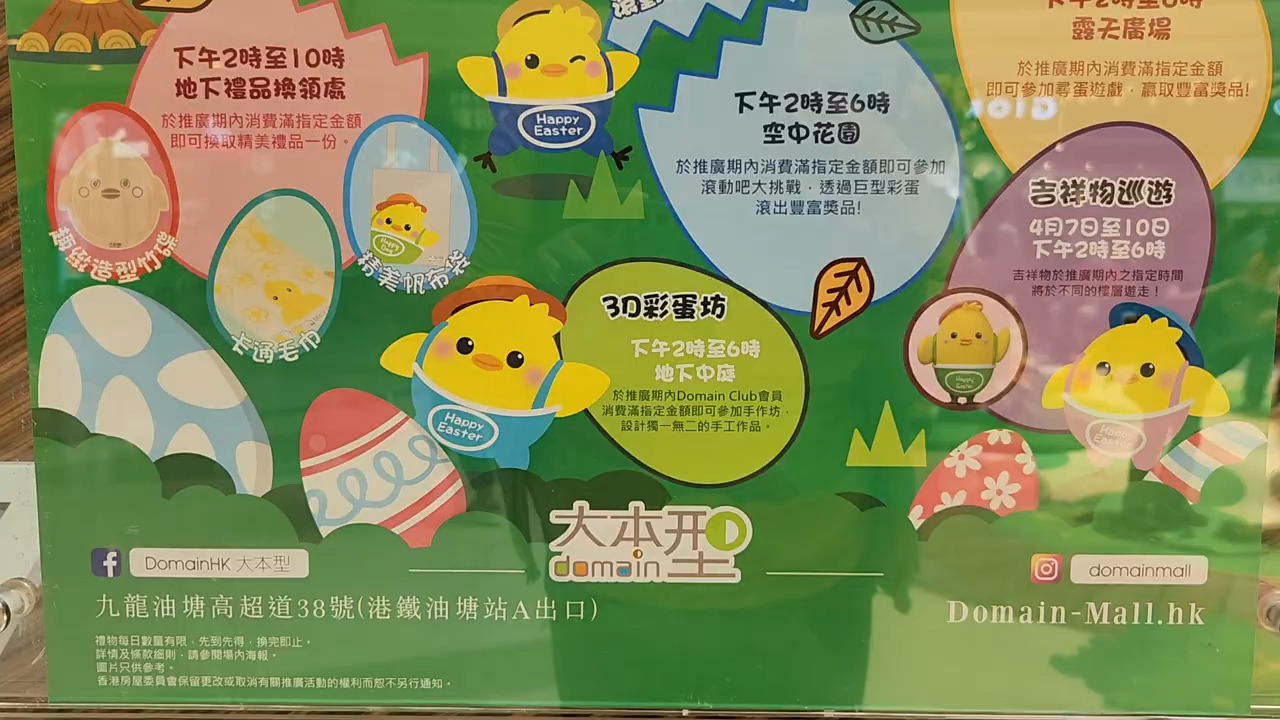 下午2時至10時
地下禮品換領處
於推廣期內消費滿指定金額
即可換取精美禮品一份。
趣緻造型竹碟
卡通毛巾
精美帆布袋
Happy
Easter
下午2時至6時
空中花園
於推廣期內消費滿指定金額即可參加
滾動吧大挑戰，透過巨型彩蛋
滾出豐富獎品!
下午2時至6時
露天廣場
於推廣期內消費滿指定金額
即可參加尋蛋遊戲，贏取豐富獎品!
吉祥物巡遊
4月7日至10日
下午2時至6時
吉祥物於推廣期內之指定時間
將於不同的樓層遊走！
3D彩蛋坊
下午2時至6時
地下中庭
於推廣期內Domain Club會員
消費滿指定金額即可參加手作坊，
設計獨一無二的手工作品。
Happy
Easter
Happy
Easter
大本型
domain
DomainHK 大本型
domainmall
九龍油塘高超道38號(港鐵油塘站A出口)
Domain-Mall.hk
禮物每日數量有限，先到先得，換完即止。
詳情及條款細則，請參閱場內海報。
圖片只供參考。
香港房屋委員會保留更改或取消有關推廣活動的權利而恕不另行通知。